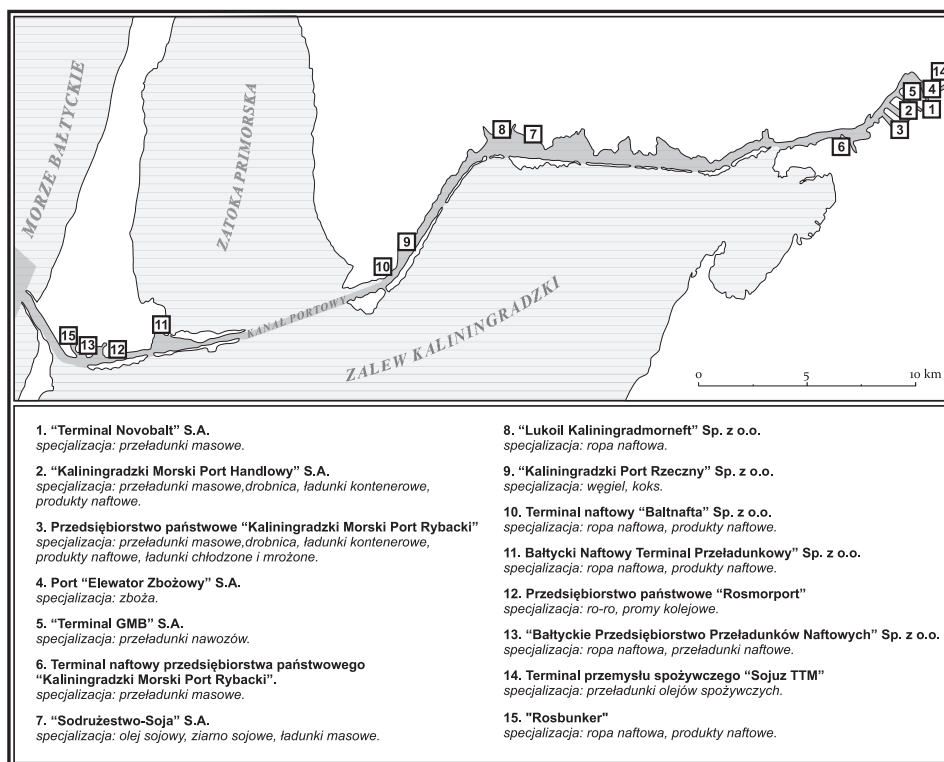 MORZE BAŁTYCKIE
ZATOKA PRIMORSKA
KANAŁ PORTOWY
ZALEW KALININGRADZKI
14
5
4
2
1
3
6
8
7
9
10
11
15
13
12
0 5 10 km
1. “Terminal Novobalt” S.A.
specjalizacja: przeładunki masowe.
2. “Kaliningradzki Morski Port Handlowy” S.A.
specjalizacja: przeładunki masowe,drobnica, ładunki kontenerowe,
produkty naftowe.
3. Przedsiębiorstwo państwowe “Kaliningradzki Morski Port Rybacki”
specjalizacja: przeładunki masowe,drobnica, ładunki kontenerowe,
produkty naftowe, ładunki chłodzone i mrożone.
4. Port “Elewator Zbożowy” S.A.
specjalizacja: zboża.
5. “Terminal GMB” S.A.
specjalizacja: przeładunki nawozów.
6. Terminal naftowy przedsiębiorstwa państwowego
“Kaliningradzki Morski Port Rybacki”.
specjalizacja: przeładunki masowe.
7. “Sodrużestwo-Soja” S.A.
specjalizacja: olej sojowy, ziarno sojowe, ładunki masowe.
8. “Lukoil Kaliningradmorneft” Sp. z o.o.
specjalizacja: ropa naftowa.
9. “Kaliningradzki Port Rzeczny” Sp. z o.o.
specjalizacja: węgiel, koks.
10. Terminal naftowy “Baltnafta” Sp. z o.o.
specjalizacja: ropa naftowa, produkty naftowe.
11. Bałtycki Naftowy Terminal Przeładunkowy” Sp. z o.o.
specjalizacja: ropa naftowa, produkty naftowe.
12. Przedsiębiorstwo państwowe “Rosmorport”
specjalizacja: ro-ro, promy kolejowe.
13. “Bałtyckie Przedsiębiorstwo Przeładunków Naftowych” Sp. z o.o.
specjalizacja: ropa naftowa, przeładunki naftowe.
14. Terminal przemysłu spożywczego “Sojuz TTM”
specjalizacja: przeładunki olejów spożywczych.
15. "Rosbunker"
specjalizacja: ropa naftowa, produkty naftowe.